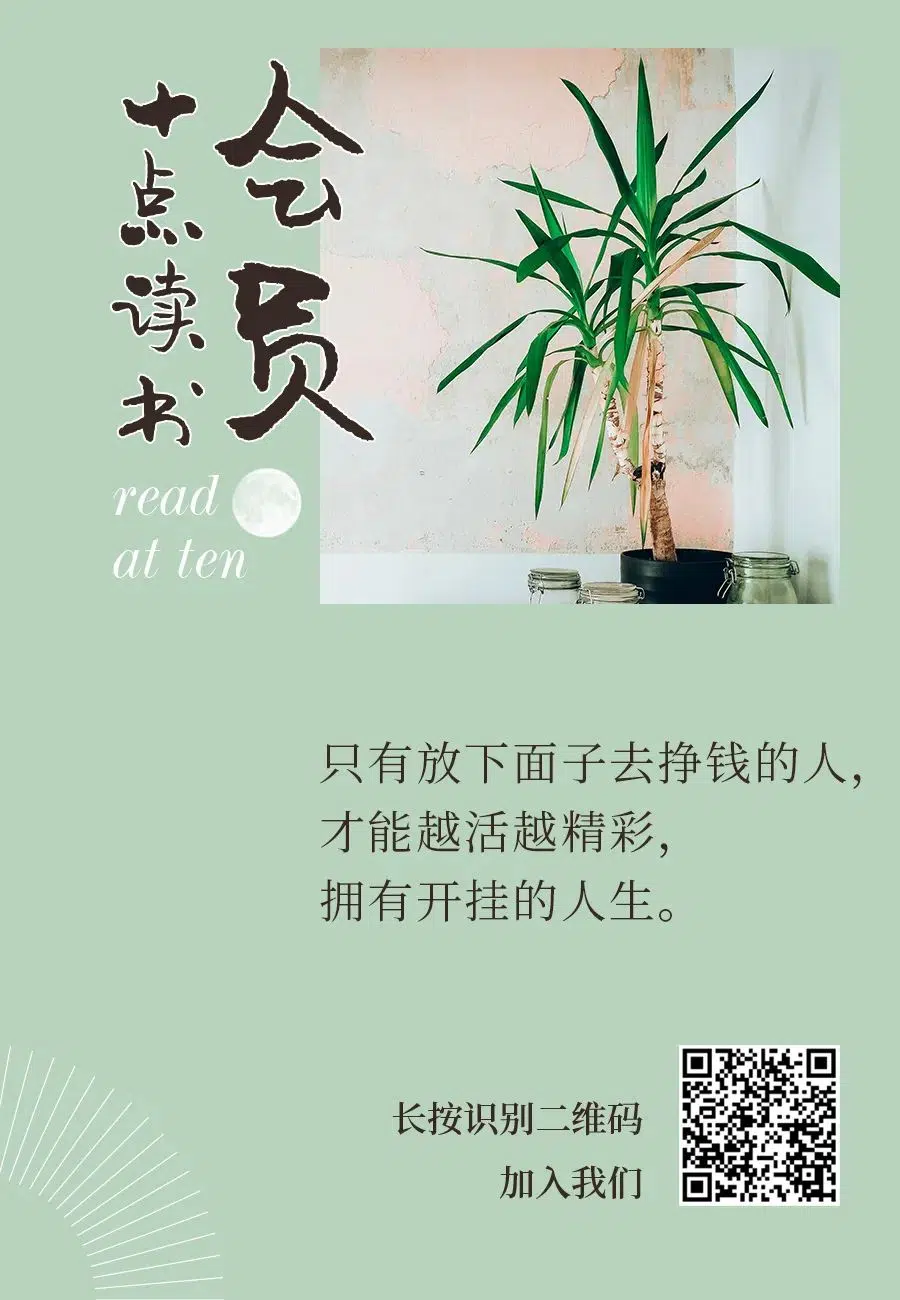 十点读书
会员
read
at ten
只有放下面子去挣钱的人,
才能越活越精彩,
拥有开挂的人生。
长按识别二维码
加入我们